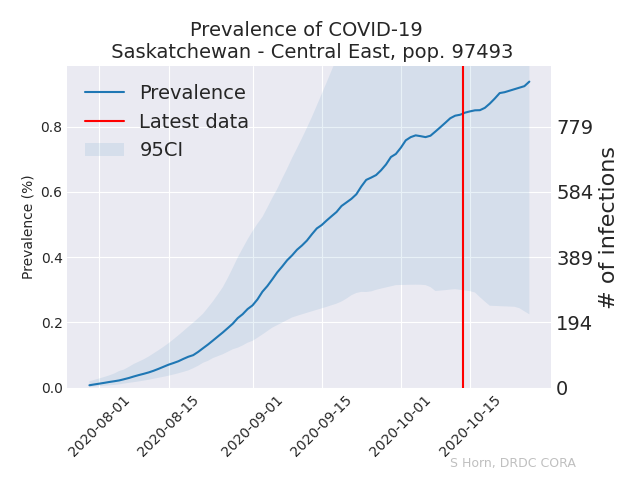 Prevalence of COVID-19
Saskatchewan - Central East, pop. 97493
Prevalence
Latest data
95CI
Prevalence (%)
0.8
0.6
0.4
0.2
0.0
779
584
389
194
0
# of infections
2020-08-01
2020-08-15
2020-09-01
2020-09-15
2020-10-01
2020-10-15
S Horn, DRDC CORA